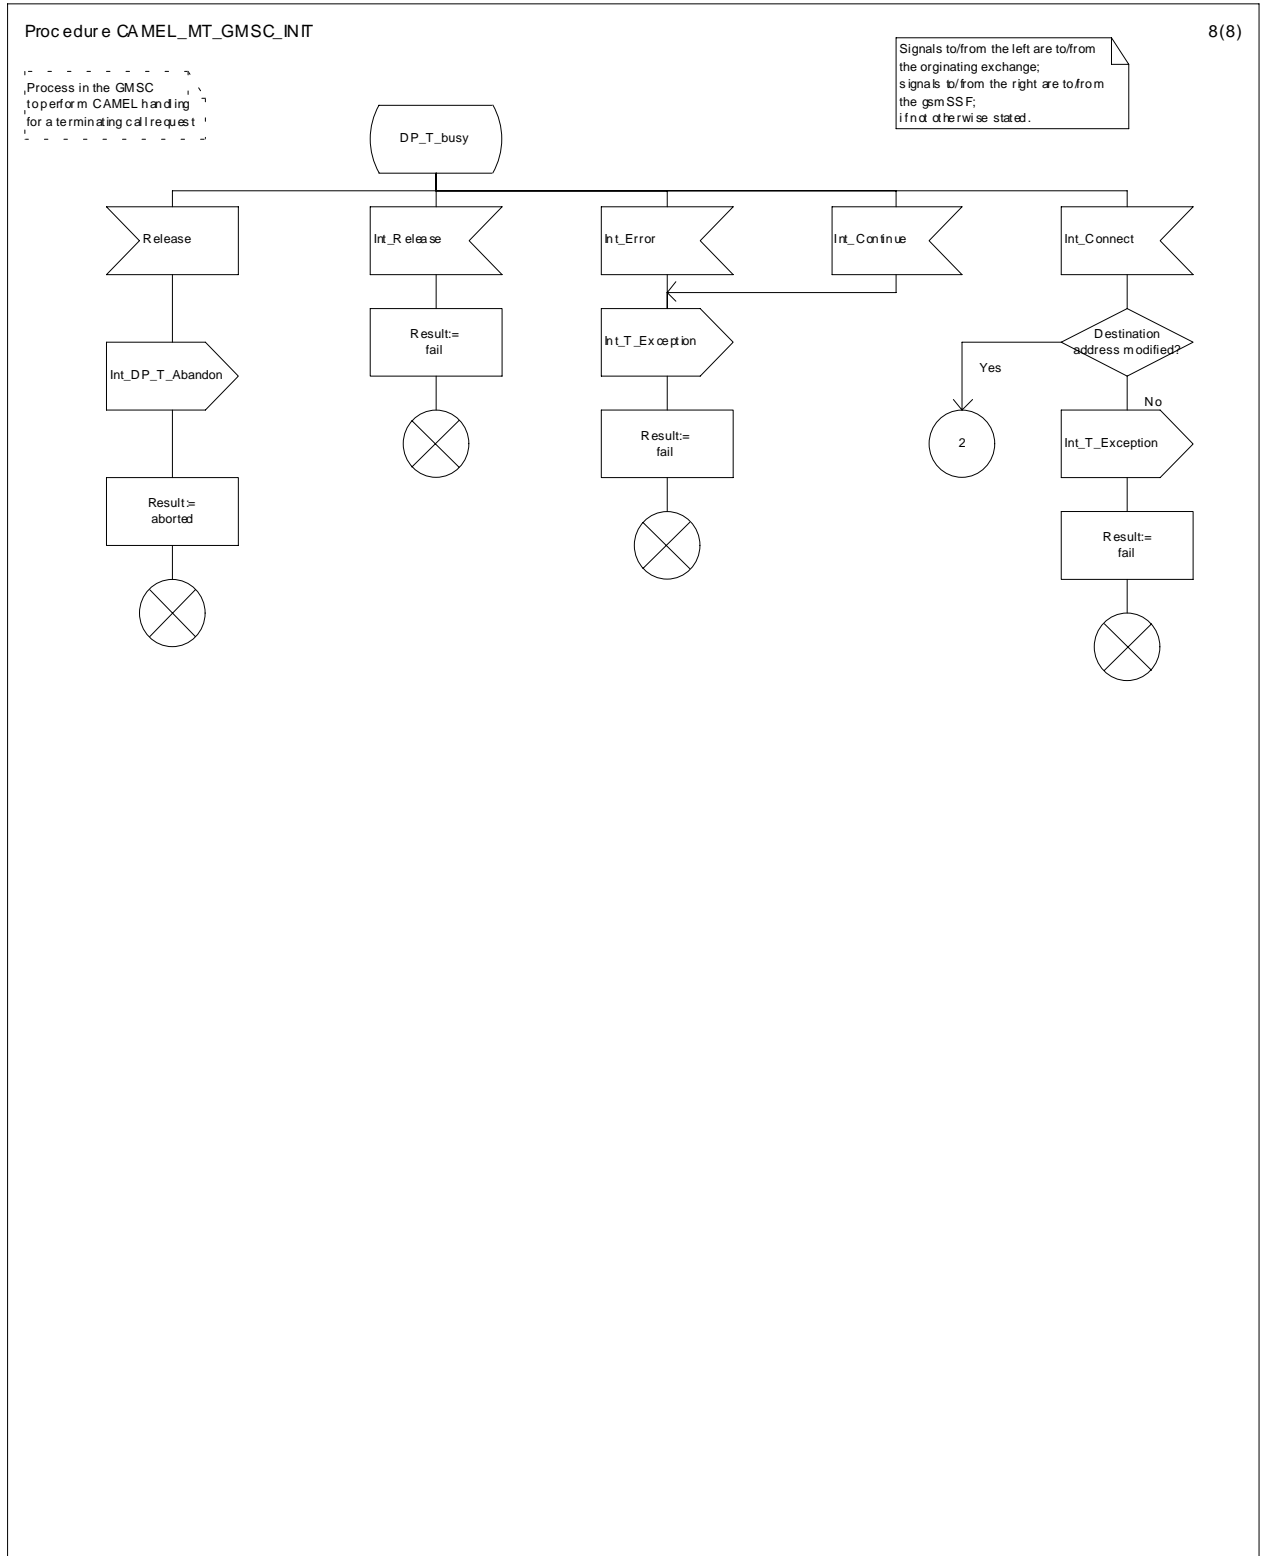 Procedure CAMEL_MT_GMSC_INIT
8(8)
Signals to/from the left are to/from
the orginating exchange;
signals to/from the right are to/from
the gsmSSF;
if not otherwise stated.
Process in the GMSC
to perform CAMEL handling
for a terminating call request
DP_T_busy
Release
Int_Release
Int_Error
Int_Continue
Int_Connect
Result:=
fail
Int_T_Exception
Destination
address modified?
Yes
No
Int_DP_T_Abandon
Result:=
fail
2
Int_T_Exception
Result:=
aborted
Result:=
fail